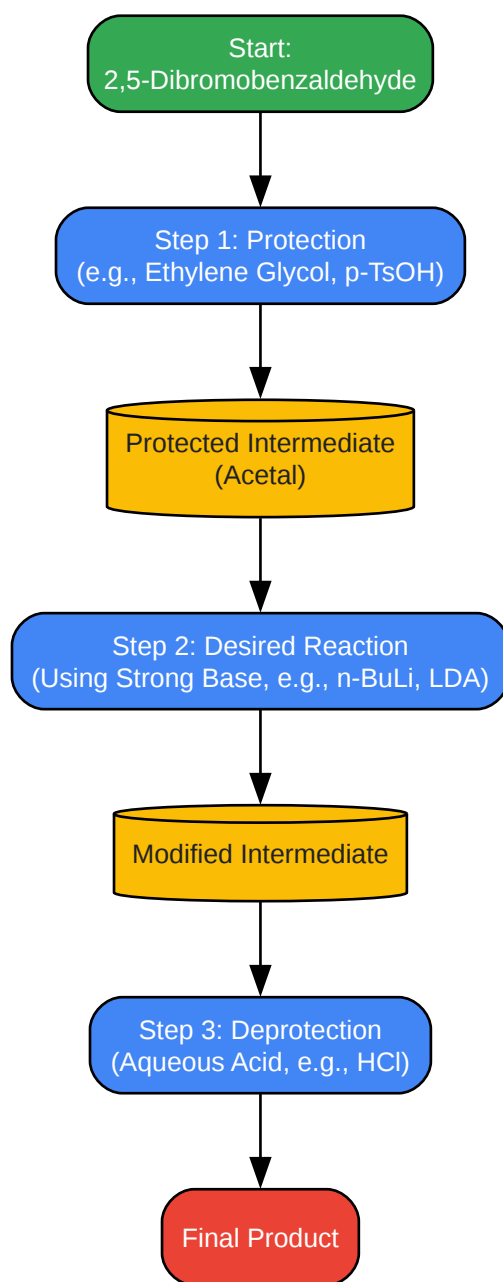 Start:
2,5-Dibromobenzaldehyde
Step 1: Protection
(e.g., Ethylene Glycol, p-TsOH)
Protected Intermediate
(Acetal)
Step 2: Desired Reaction
(Using Strong Base, e.g., n-BuLi, LDA)
Modified Intermediate
Step 3: Deprotection
(Aqueous Acid, e.g., HCl)
Final Product